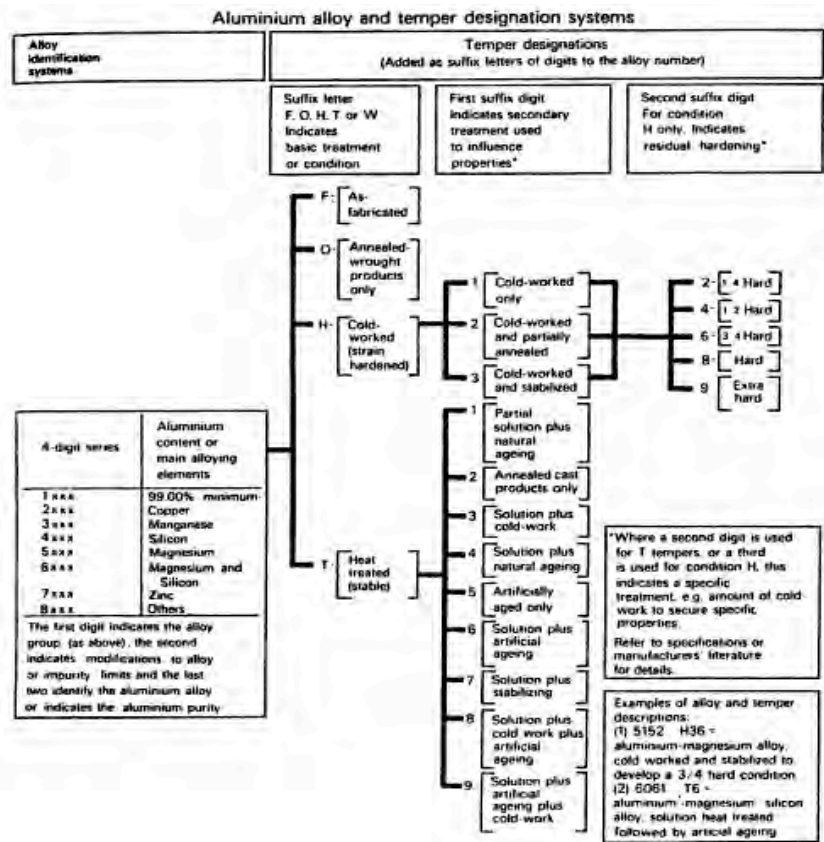 Aluminium alloy and temper designation systems
Alloy
identification
systems
Temper designations
(Added as suffix letters of digits to the alloy number)
Suffix letter
F, O, H, T or W
Indicates
basic treatment
or condition
First suffix digit
Indicates secondary
treatment used
to influence
properties*
Second suffix digit
For condition
H only. Indicates
residual hardening*
F- As-
fabricated
O- Annealed-
wrought
products
only
H- Cold-
worked
(strain
hardened)
1 Cold-worked
only
2 Cold-worked
and partially
annealed
3 Cold-worked
and stabilized
2- 1 4 Hard
4- 1 2 Hard
6- 3 4 Hard
8- Hard
9 Extra
hard
4-digit series
Aluminium
content or
main alloying
elements
1xxx 99.00% minimum
2xxx Copper
3xxx Manganese
4xxx Silicon
5xxx Magnesium
6xxx Magnesium and
Silicon
7xxx Zinc
8xxx Others
The first digit indicates the alloy
group (as above), the second
indicates modifications to alloy
or impurity limits and the last
two identify the aluminium alloy
or indicates the aluminium purity
T- Heat
treated
(stable)
1 Partial
solution plus
natural
ageing
2 Annealed cast
products only
3 Solution plus
cold-work
4 Solution plus
natural ageing
5 Artificially
aged only
6 Solution plus
artificial
ageing
7 Solution plus
stabilizing
8 Solution plus
cold work plus
artificial
ageing
9 Solution plus
artificial
ageing plus
cold-work
*Where a second digit is used
for T tempers, or a third
is used for condition H, this
indicates a specific
treatment, e.g. amount of cold
work to secure specific
properties.
Refer to specifications or
manufacturers' literature
for details.
Examples of alloy and temper
descriptions:
(1) 5152 H36 =
aluminium-magnesium alloy,
cold worked and stabilized to
develop a 3/4 hard condition
(2) 6061 T6 =
aluminium-magnesium silicon
alloy, solution heat treated
followed by articial ageing